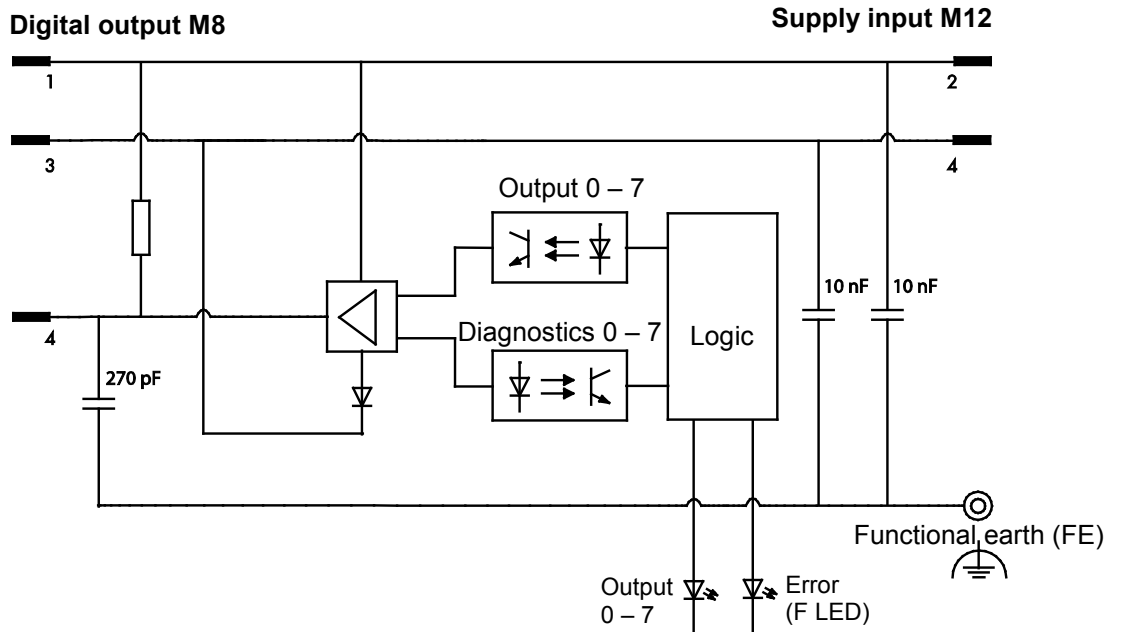 Digital output M8
Supply input M12
1
2
3
4
Output 0 – 7
10 nF
10 nF
Diagnostics 0 – 7
Logic
4
270 pF
Functional earth (FE)
Output
0 – 7
Error
(F LED)